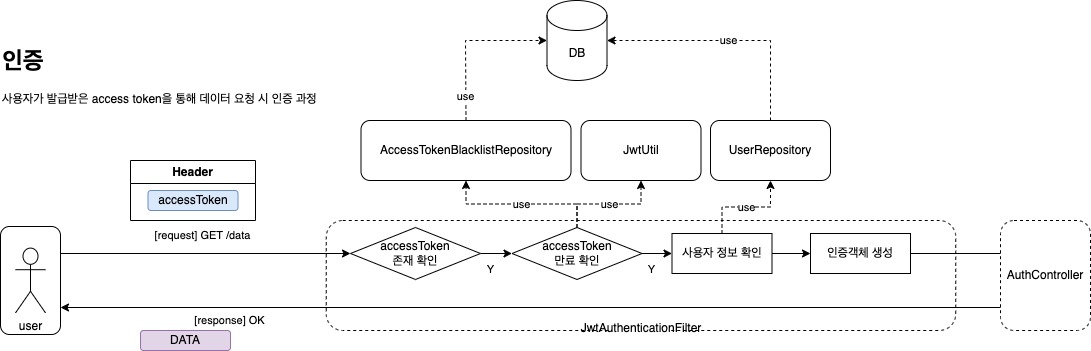 인증
사용자가 발급받은 access token을 통해 데이터 요청 시 인증 과정
DB
use
use
AccessTokenBlacklistRepository
JwtUtil
UserRepository
use
use
use
Header
accessToken
[request] GET /data
user
accessToken
존재 확인
Y
accessToken
만료 확인
Y
사용자 정보 확인
인증객체 생성
AuthController
[response] OK
DATA
JwtAuthenticationFilter